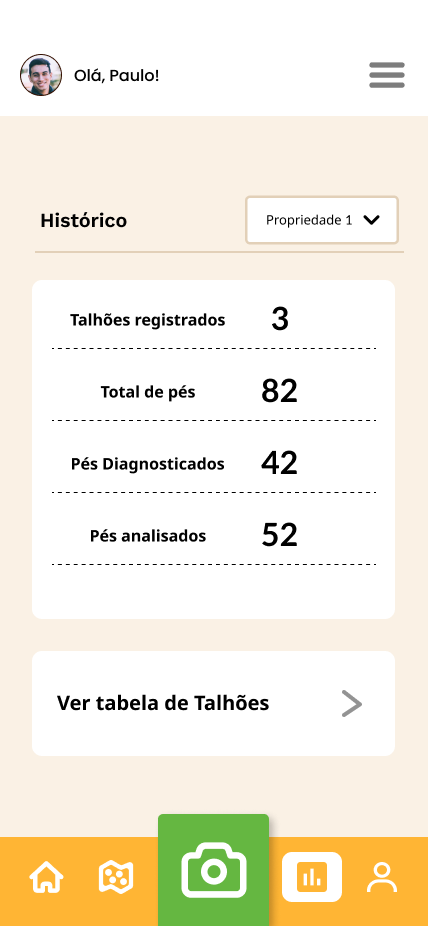 Olá, Paulo!
Histórico
Propriedade 1
Talhões registrados 3
Total de pés 82
Pés Diagnosticados 42
Pés analisados 52
Ver tabela de Talhões